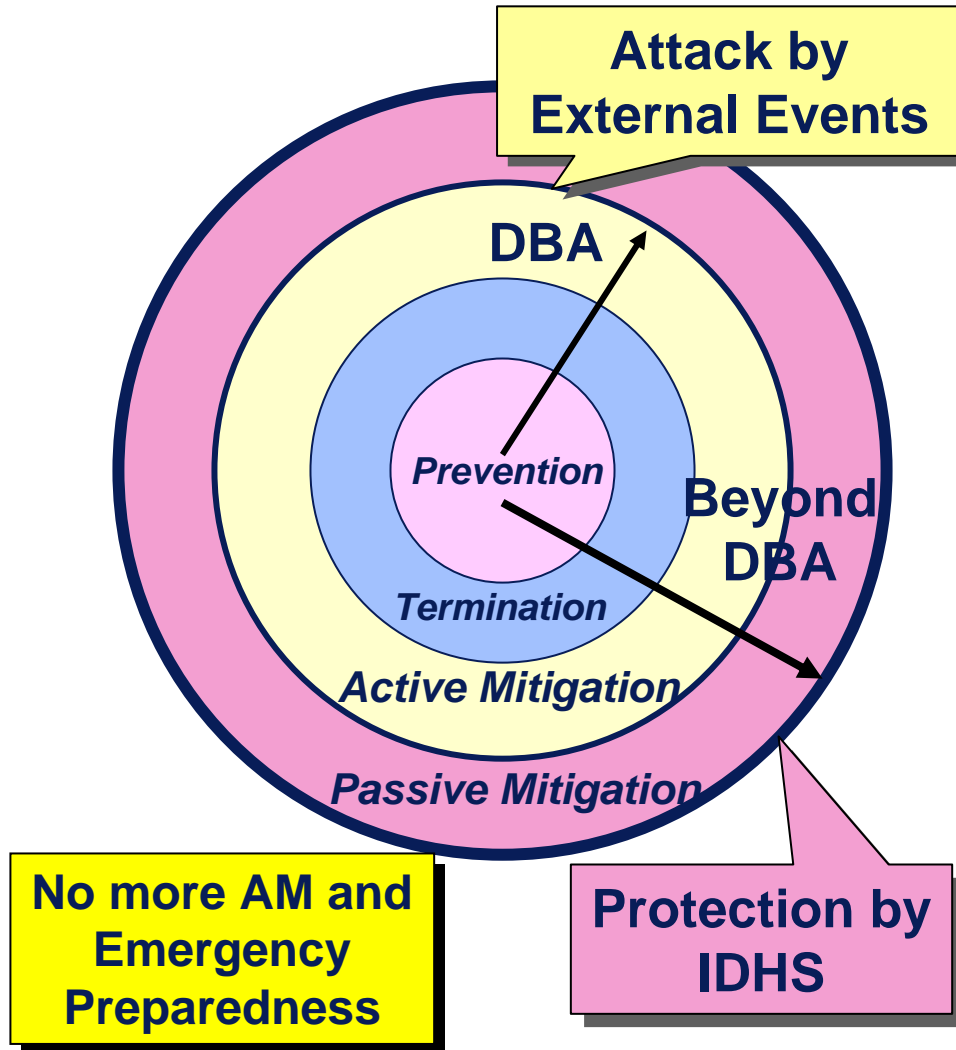 Attack by
External Events
DBA
Prevention
Beyond
DBA
Termination
Active Mitigation
Passive Mitigation
No more AM and
Emergency
Preparedness
Protection by
IDHS